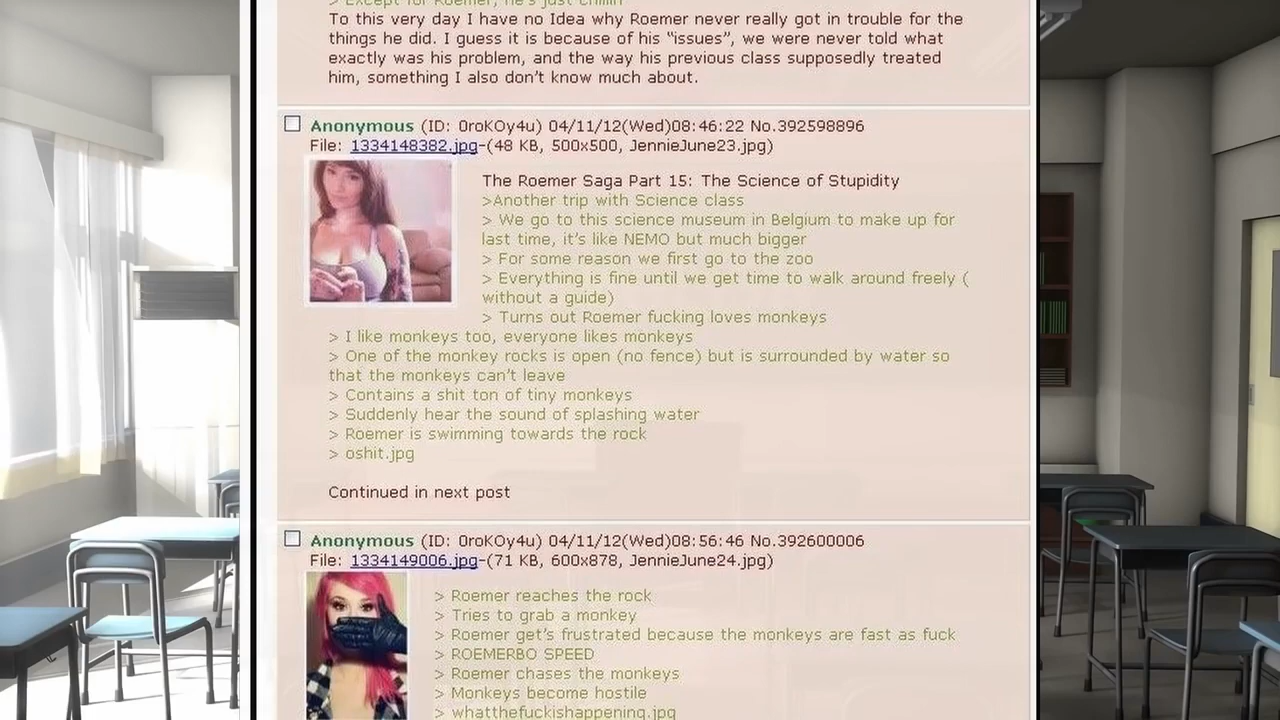 > Except for Roemer, he's just chillin
To this very day I have no Idea why Roemer never really got in trouble for the
things he did. I guess it is because of his “issues”, we were never told what
exactly was his problem, and the way his previous class supposedly treated
him, something I also don’t know much about.
Anonymous (ID: 0roKOy4u) 04/11/12(Wed)08:46:22 No.392598896
File: 1334148382.jpg-(48 KB, 500x500, JennieJune23.jpg)
The Roemer Saga Part 15: The Science of Stupidity
>Another trip with Science class
> We go to this science museum in Belgium to make up for
last time, it’s like NEMO but much bigger
> For some reason we first go to the zoo
> Everything is fine until we get time to walk around freely (
without a guide)
> Turns out Roemer fucking loves monkeys
> I like monkeys too, everyone likes monkeys
> One of the monkey rocks is open (no fence) but is surrounded by water so
that the monkeys can’t leave
> Contains a shit ton of tiny monkeys
> Suddenly hear the sound of splashing water
> Roemer is swimming towards the rock
> oshit.jpg
Continued in next post
Anonymous (ID: 0roKOy4u) 04/11/12(Wed)08:56:46 No.392600006
File: 1334149006.jpg-(71 KB, 600x878, JennieJune24.jpg)
> Roemer reaches the rock
> Tries to grab a monkey
> Roemer get’s frustrated because the monkeys are fast as fuck
> ROEMERBO SPEED
> Roemer chases the monkeys
> Monkeys become hostile
> whatthefuckishappening.jpg